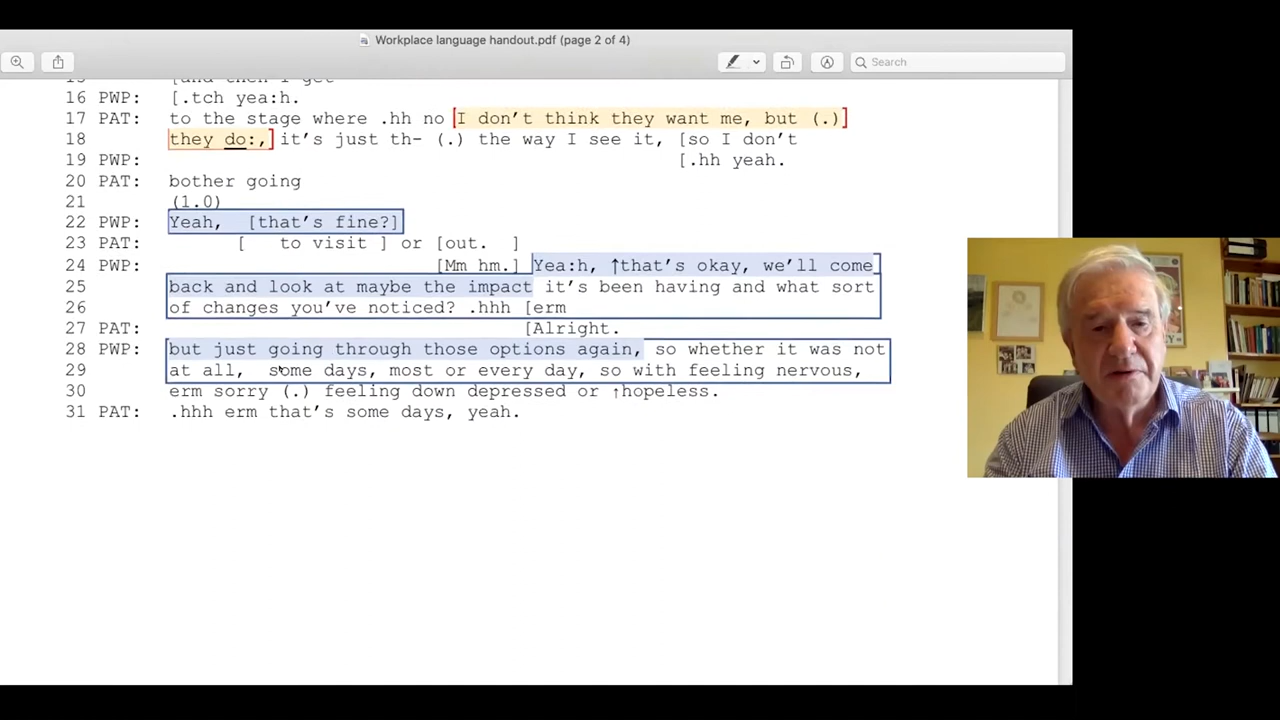 Workplace language handout.pdf (page 2 of 4)
Search
15 [and then I get
16 PWP: [.tch yea:h.
17 PAT: to the stage where .hh no [I don’t think they want me, but (.)]
18 they do:,] it’s just th- (.) the way I see it, [so I don’t
19 PWP: [.hh yeah.
20 PAT: bother going
21 (1.0)
22 PWP: Yeah, [that’s fine?]
23 PAT: [ to visit ] or [out. ]
24 PWP: [Mm hm.] Yea:h, ↑that’s okay, we’ll come
25 back and look at maybe the impact it’s been having and what sort
26 of changes you’ve noticed? .hhh [erm
27 PAT: [Alright.
28 PWP: but just going through those options again, so whether it was not
29 at all, some days, most or every day, so with feeling nervous,
30 erm sorry (.) feeling down depressed or ↑hopeless.
31 PAT: .hhh erm that’s some days, yeah.